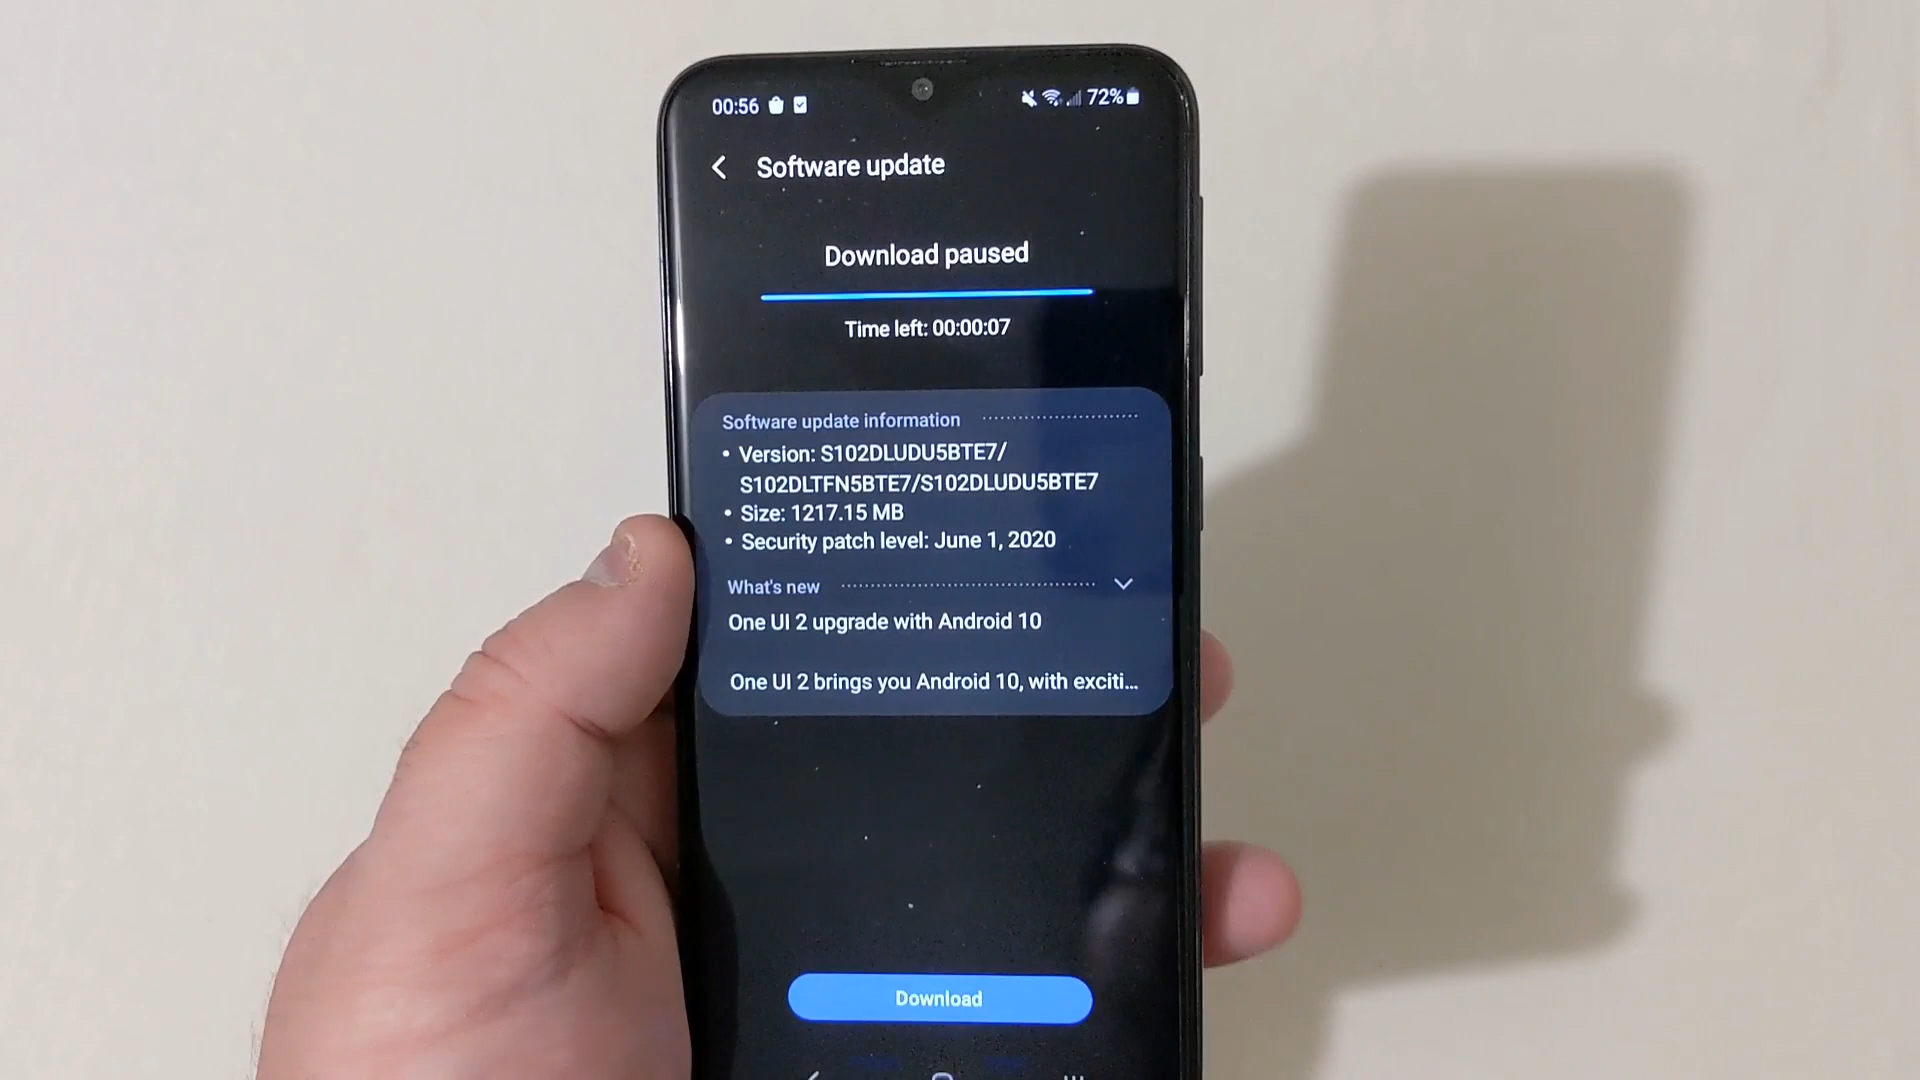 00:56 72%
Software update
Download paused
Time left: 00:00:07
Software update information
• Version: S102DLUDU5BTE7/
S102DLTFN5BTE7/S102DLUDU5BTE7
• Size: 1217.15 MB
• Security patch level: June 1, 2020
What's new
One UI 2 upgrade with Android 10
One UI 2 brings you Android 10, with exciti...
Download